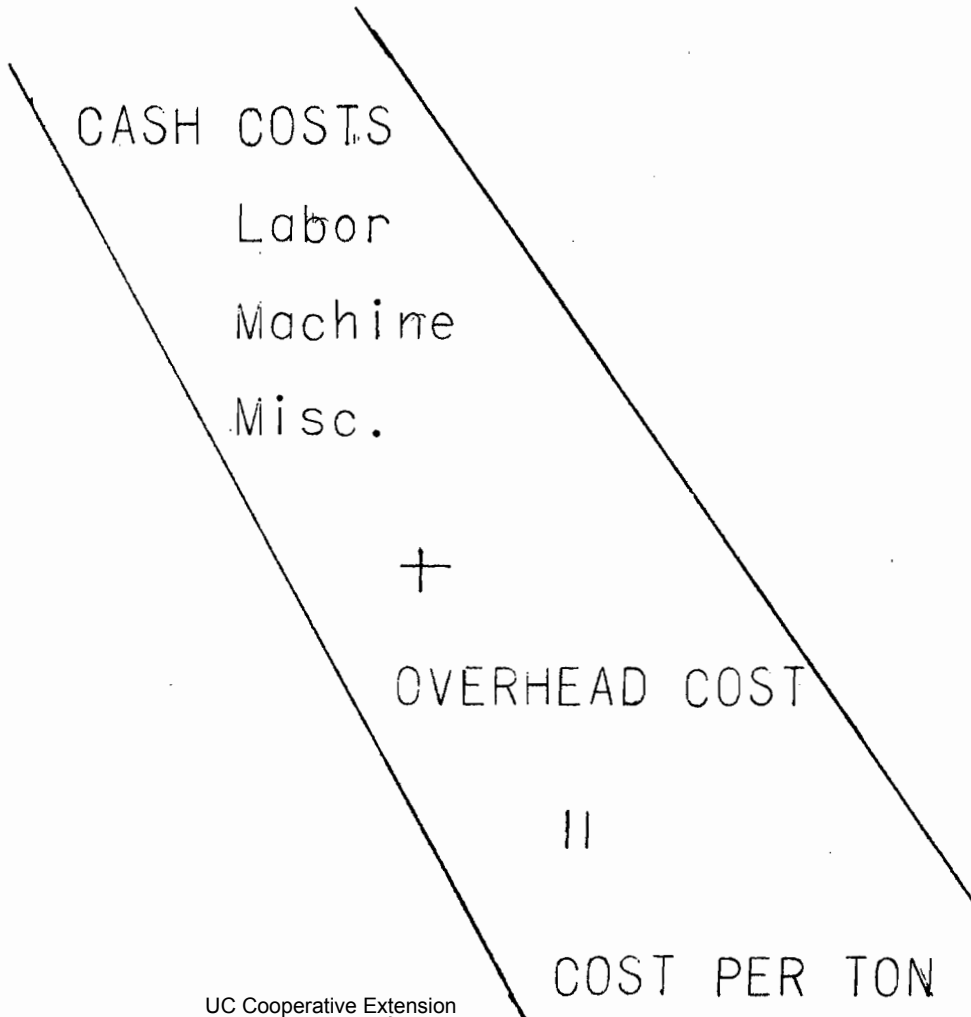 CASH COSTS
Labor
Machine
Misc.
+
OVERHEAD COST
=
COST PER TON
UC Cooperative Extension